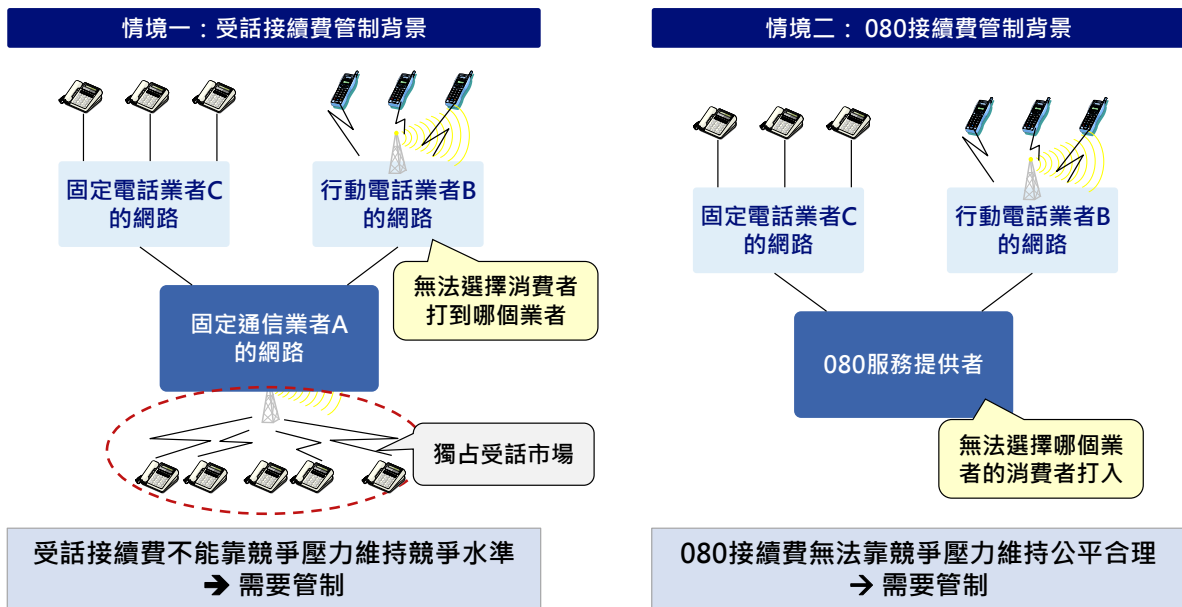 情境一：受話接續費管制背景
固定電話業者C
的網路
行動電話業者B
的網路
無法選擇消費者
打到哪個業者
固定通信業者A
的網路
獨占受話市場
受話接續費不能靠競爭壓力維持競爭水準
➔ 需要管制
情境二： 080接續費管制背景
固定電話業者C
的網路
行動電話業者B
的網路
080服務提供者
無法選擇哪個業
者的消費者打入
080接續費無法靠競爭壓力維持公平合理
→ 需要管制